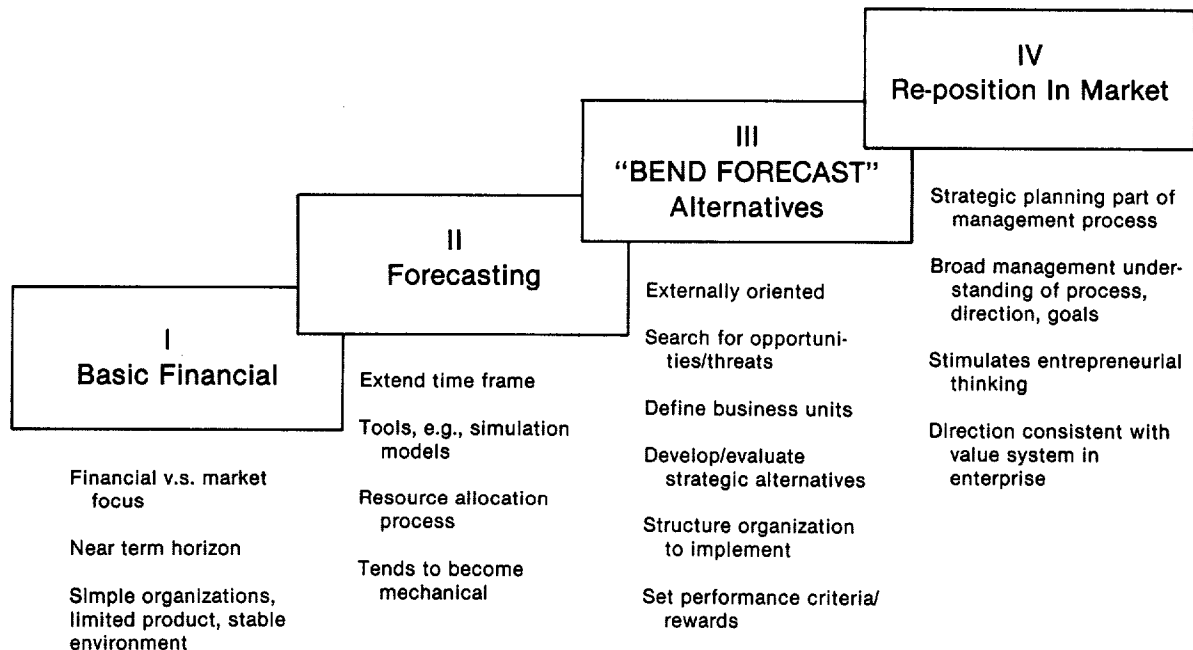 I
Basic Financial
Financial v.s. market
focus
Near term horizon
Simple organizations,
limited product, stable
environment
II
Forecasting
Extend time frame
Tools, e.g., simulation
models
Resource allocation
process
Tends to become
mechanical
III
"BEND FORECAST"
Alternatives
Externally oriented
Search for opportuni-
ties/threats
Define business units
Develop/evaluate
strategic alternatives
Structure organization
to implement
Set performance criteria/
rewards
IV
Re-position In Market
Strategic planning part of
management process
Broad management under-
standing of process,
direction, goals
Stimulates entrepreneurial
thinking
Direction consistent with
value system in
enterprise